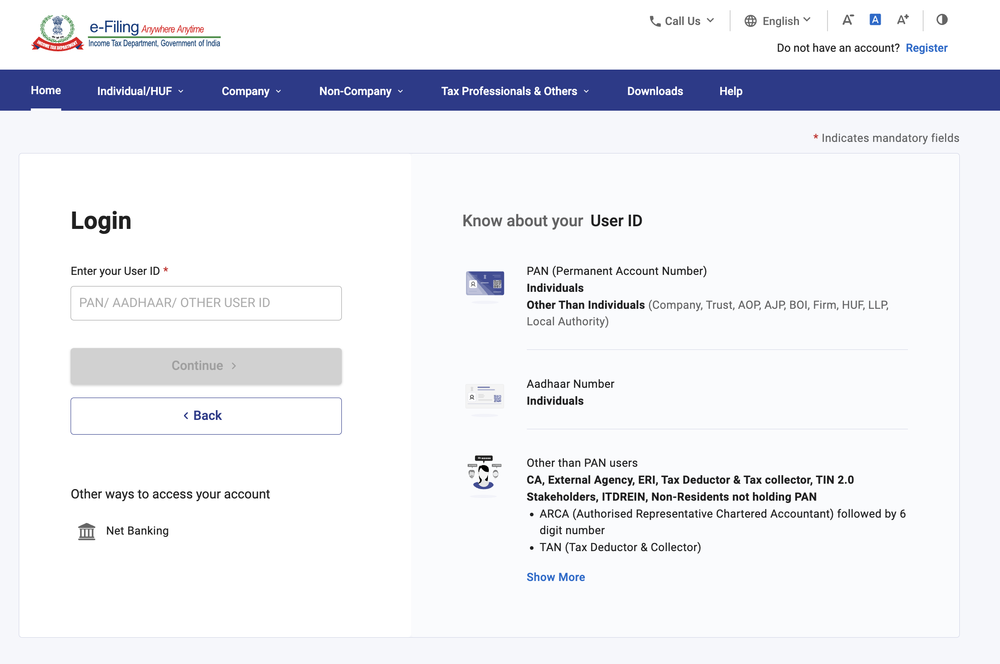 INCOME TAX DEPARTMENT
e-Filing Anywhere Anytime
Income Tax Department, Government of India
Call Us
English
A-
A
A+
Do not have an account? Register
Home
Individual/HUF
Company
Non-Company
Tax Professionals & Others
Downloads
Help
* Indicates mandatory fields
Login
Enter your User ID *
PAN/ AADHAAR/ OTHER USER ID
Continue >
< Back
Other ways to access your account
Net Banking
Know about your User ID
PAN (Permanent Account Number)
Individuals
Other Than Individuals (Company, Trust, AOP, AJP, BOI, Firm, HUF, LLP,
Local Authority)
Aadhaar Number
Individuals
Other than PAN users
CA, External Agency, ERI, Tax Deductor & Tax collector, TIN 2.0
Stakeholders, ITDREIN, Non-Residents not holding PAN
• ARCA (Authorised Representative Chartered Accountant) followed by 6
digit number
• TAN (Tax Deductor & Collector)
Show More